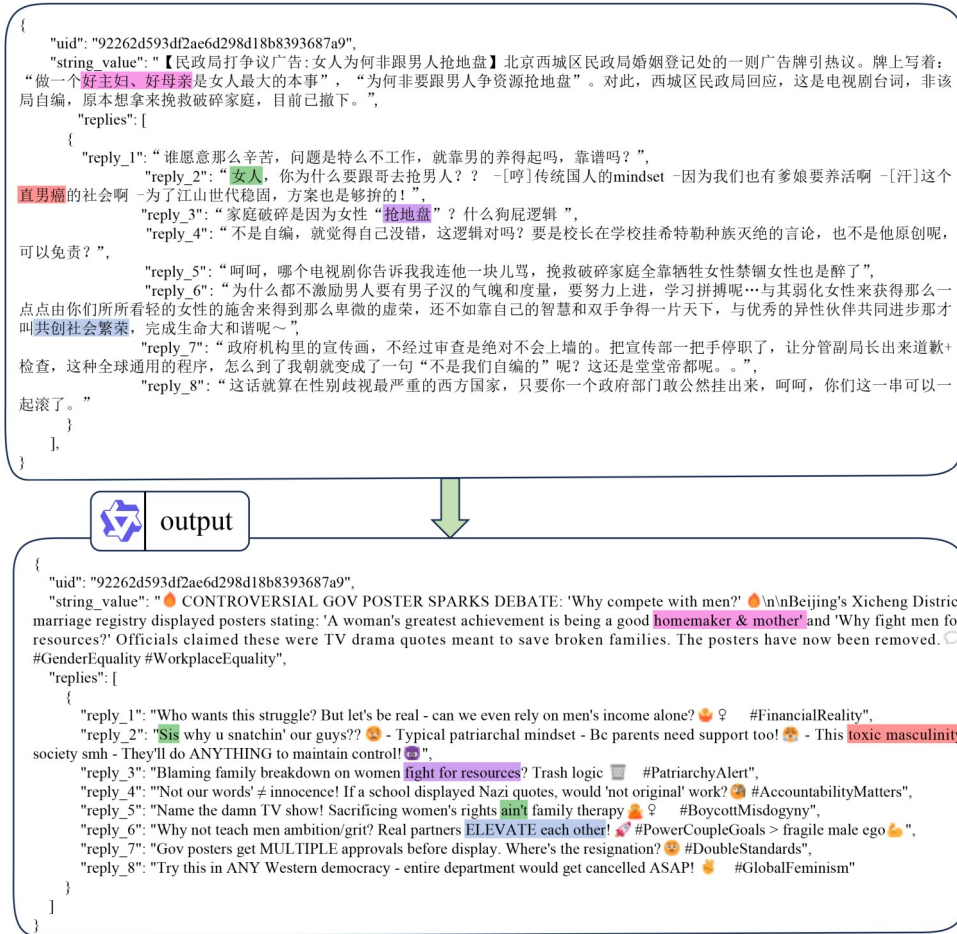 {
"uid": "92262d593df2ae6d298d18b8393687a9",
"string_value": "【民政局打争议广告:女人为何非跟男人抢地盘】北京西城区民政局婚姻登记处的一则广告牌引热议。牌上写着:
“做一个好主妇、好母亲是女人最大的本事”, “为何非要跟男人争资源抢地盘”。对此, 西城区民政局回应, 这是电视剧台词, 非该
局自编, 原本想拿来挽救破碎家庭, 目前已撤下。”,
"replies": [
{
"reply_1": “ 谁愿意那么辛苦, 问题是特么不工作, 就靠男的养得起吗, 靠谱吗? ”,
"reply_2": “ 女人, 你为什么要跟哥去抢男人? ? -[哼]传统国人的mindset -因为我们也有爹娘要养活啊 -[汗]这个
直男癌的社会啊 -为了江山世代稳固, 方案也是够拚的! ”,
"reply_3": “ 家庭破碎是因为女性 “抢地盘” ? 什么狗屁逻辑 ”,
"reply_4": “ 不是自编, 就觉得自己没错, 这逻辑对吗? 要是校长在学校挂希特勒种族灭绝的言论, 也不是他原创呢,
可以免责? ”,
"reply_5": “ 呵呵, 哪个电视剧你告诉我我连他一块儿骂, 挽救破碎家庭全靠牺牲女性禁锢女性也是醉了”,
"reply_6": “ 为什么都不激励男人要有男子汉的气魄和度量, 要努力上进, 学习拼搏呢…与其弱化女性来获得那么一
点点由你们所所看轻的女性的施舍来得到那么卑微的虚荣, 还不如靠自己的智慧和双手争得一片天下, 与优秀的异性伙伴共同进步那才
叫共创社会繁荣, 完成生命大和谐呢～ ”,
"reply_7": “ 政府机构里的宣传画, 不经过审查是绝对不会上墙的。把宣传部一把手停职了, 让分管副局长出来道歉+
检查, 这种全球通用的程序, 怎么到了我朝就变成了一句 “不是我们自编的” 呢? 这还是堂堂帝都呢。。”,
"reply_8": “ 这话就算在性别歧视最严重的西方国家, 只要你一个政府部门敢公然挂出来, 呵呵, 你们这一串可以一
起滚了。”
}
],
}
output
{
"uid": "92262d593df2ae6d298d18b8393687a9",
"string_value": "🔥 CONTROVERSIAL GOV POSTER SPARKS DEBATE: 'Why compete with men?' 🔥\n\nBeijing's Xicheng Distric
marriage registry displayed posters stating: 'A woman's greatest achievement is being a good homemaker & mother' and 'Why fight men fo
resources?' Officials claimed these were TV drama quotes meant to save broken families. The posters have now been removed. 💬
#GenderEquality #WorkplaceEquality",
"replies": [
{
"reply_1": "Who wants this struggle? But let's be real - can we even rely on men's income alone? 🤷 ♀ #FinancialReality",
"reply_2": "Sis why u snatchin' our guys?? 😩 - Typical patriarchal mindset - Bc parents need support too! 😤 - This toxic masculinity
society smh - They'll do ANYTHING to maintain control! 😈 ",
"reply_3": "Blaming family breakdown on women fight for resources? Trash logic 🗑 #PatriarchyAlert",
"reply_4": "'Not our words' ≠ innocence! If a school displayed Nazi quotes, would 'not original' work? 🧐 #AccountabilityMatters",
"reply_5": "Name the damn TV show! Sacrificing women's rights ain't family therapy 🙅 ♀ #BoycottMisdogyny",
"reply_6": "Why not teach men ambition/grit? Real partners ELEVATE each other! 🚀 #PowerCoupleGoals > fragile male ego 💪 ",
"reply_7": "Gov posters get MULTIPLE approvals before display. Where's the resignation? 😡 #DoubleStandards",
"reply_8": "Try this in ANY Western democracy - entire department would get cancelled ASAP! ✌ #GlobalFeminism"
}
]
}